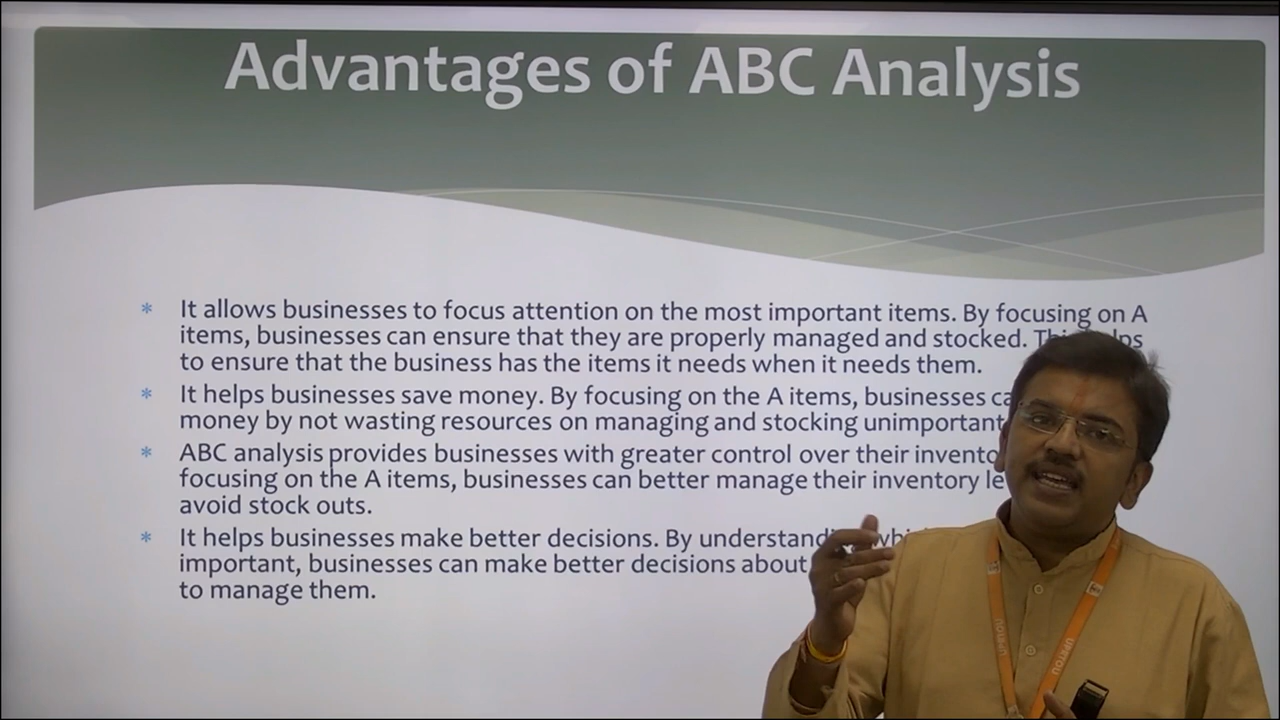 Advantages of ABC Analysis
* It allows businesses to focus attention on the most important items. By focusing on A
items, businesses can ensure that they are properly managed and stocked.
to ensure that the business has the items it needs when it needs them.
* It helps businesses save money. By focusing on the A items, businesses
money by not wasting resources on managing and stocking unimportant
* ABC analysis provides businesses with greater control over their
focusing on the A items, businesses can better manage their inventory
avoid stock outs.
* It helps businesses make better decisions. By
important, businesses can make better decisions about
to manage them.
UPRTOU
UPRTOU